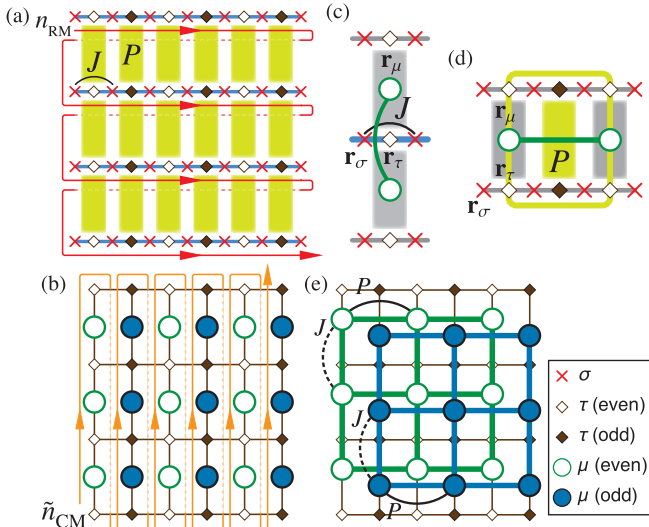 (a) n_RM
J P
(c)
r_μ
J
r_σ r_τ
(d)
r_μ
P
r_τ
r_σ
(b)
ñ_CM
(e)
P
J
J
P
σ
τ (even)
τ (odd)
μ (even)
μ (odd)